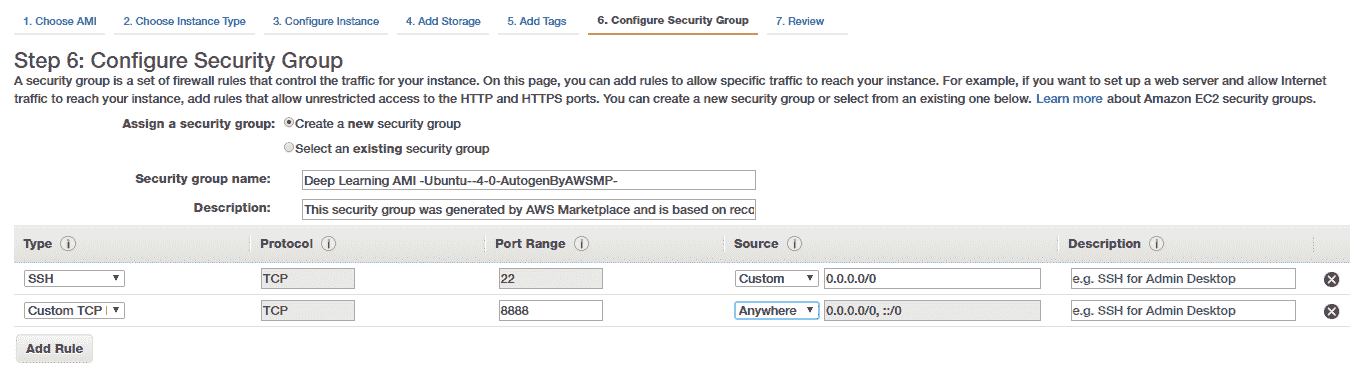 1. Choose AMI 2. Choose Instance Type 3. Configure Instance 4. Add Storage 5. Add Tags 6. Configure Security Group 7. Review
Step 6: Configure Security Group
A security group is a set of firewall rules that control the traffic for your instance. On this page, you can add rules to allow specific traffic to reach your instance. For example, if you want to set up a web server and allow Internet
traffic to reach your instance, add rules that allow unrestricted access to the HTTP and HTTPS ports. You can create a new security group or select from an existing one below. Learn more about Amazon EC2 security groups.
Assign a security group: Create a new security group
Select an existing security group
Security group name: Deep Learning AMI -Ubuntu--4-0-AutogenByAWSMP-
Description: This security group was generated by AWS Marketplace and is based on reco
Type i Protocol i Port Range i Source i Description i
SSH TCP 22 Custom 0.0.0.0/0 e.g. SSH for Admin Desktop
Custom TCP TCP 8888 Anywhere 0.0.0.0/0, ::/0 e.g. SSH for Admin Desktop
Add Rule